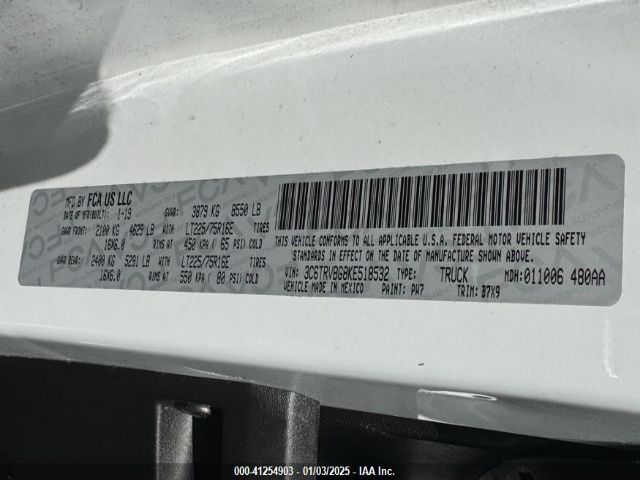 MFD BY FCA US LLC
DATE OF MFR(BUILT): 1-19 GVWR: 3879 KG 8550 LB
GAWR FRONT: 2100 KG 4629 LB WITH LT225/75R16E TIRES
16X6.0 RIMS AT 450 KPA/ 65 PSI COLD
GAWR REAR: 2400 KG 5291 LB WITH LT225/75R16E TIRES
16X6.0 RIMS AT 550 KPA/ 80 PSI COLD
THIS VEHICLE CONFORMS TO ALL APPLICABLE U.S.A. FEDERAL MOTOR VEHICLE SAFETY
STANDARDS IN EFFECT ON THE DATE OF MANUFACTURE SHOWN ABOVE.
VIN: 3C6TRVBG8KE518532 TYPE: TRUCK MDH:011006 480AA
VEHICLE MADE IN MEXICO PAINT: PW7 TRIM: B7X9
000-41254903 - 01/03/2025 - IAA Inc.